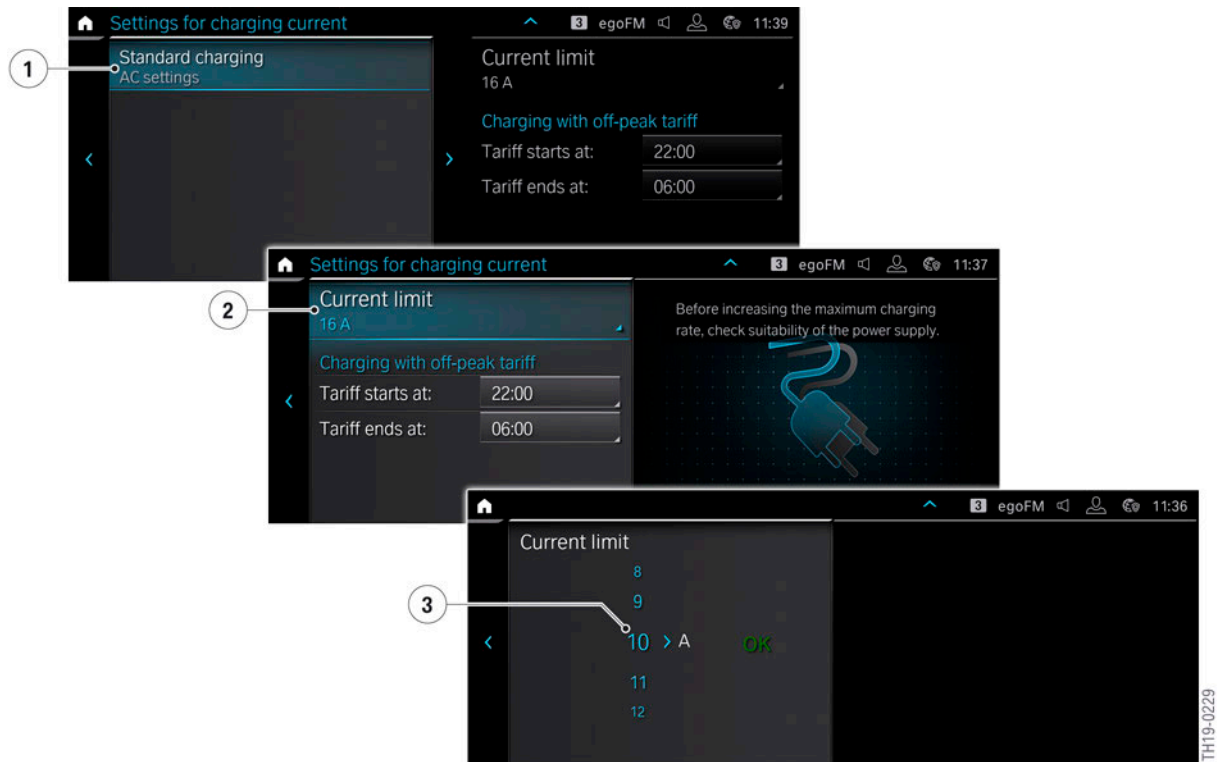 Settings for charging current
3 egoFM 11:39
1
Standard charging
AC settings
Current limit
16 A
Charging with off-peak tariff
Tariff starts at: 22:00
Tariff ends at: 06:00
Settings for charging current
3 egoFM 11:37
2
Current limit
16 A
Charging with off-peak tariff
Tariff starts at: 22:00
Tariff ends at: 06:00
Before increasing the maximum charging
rate, check suitability of the power supply.
3 egoFM 11:36
Current limit
8
9
3
10 > A OK
11
12
TH19-0229